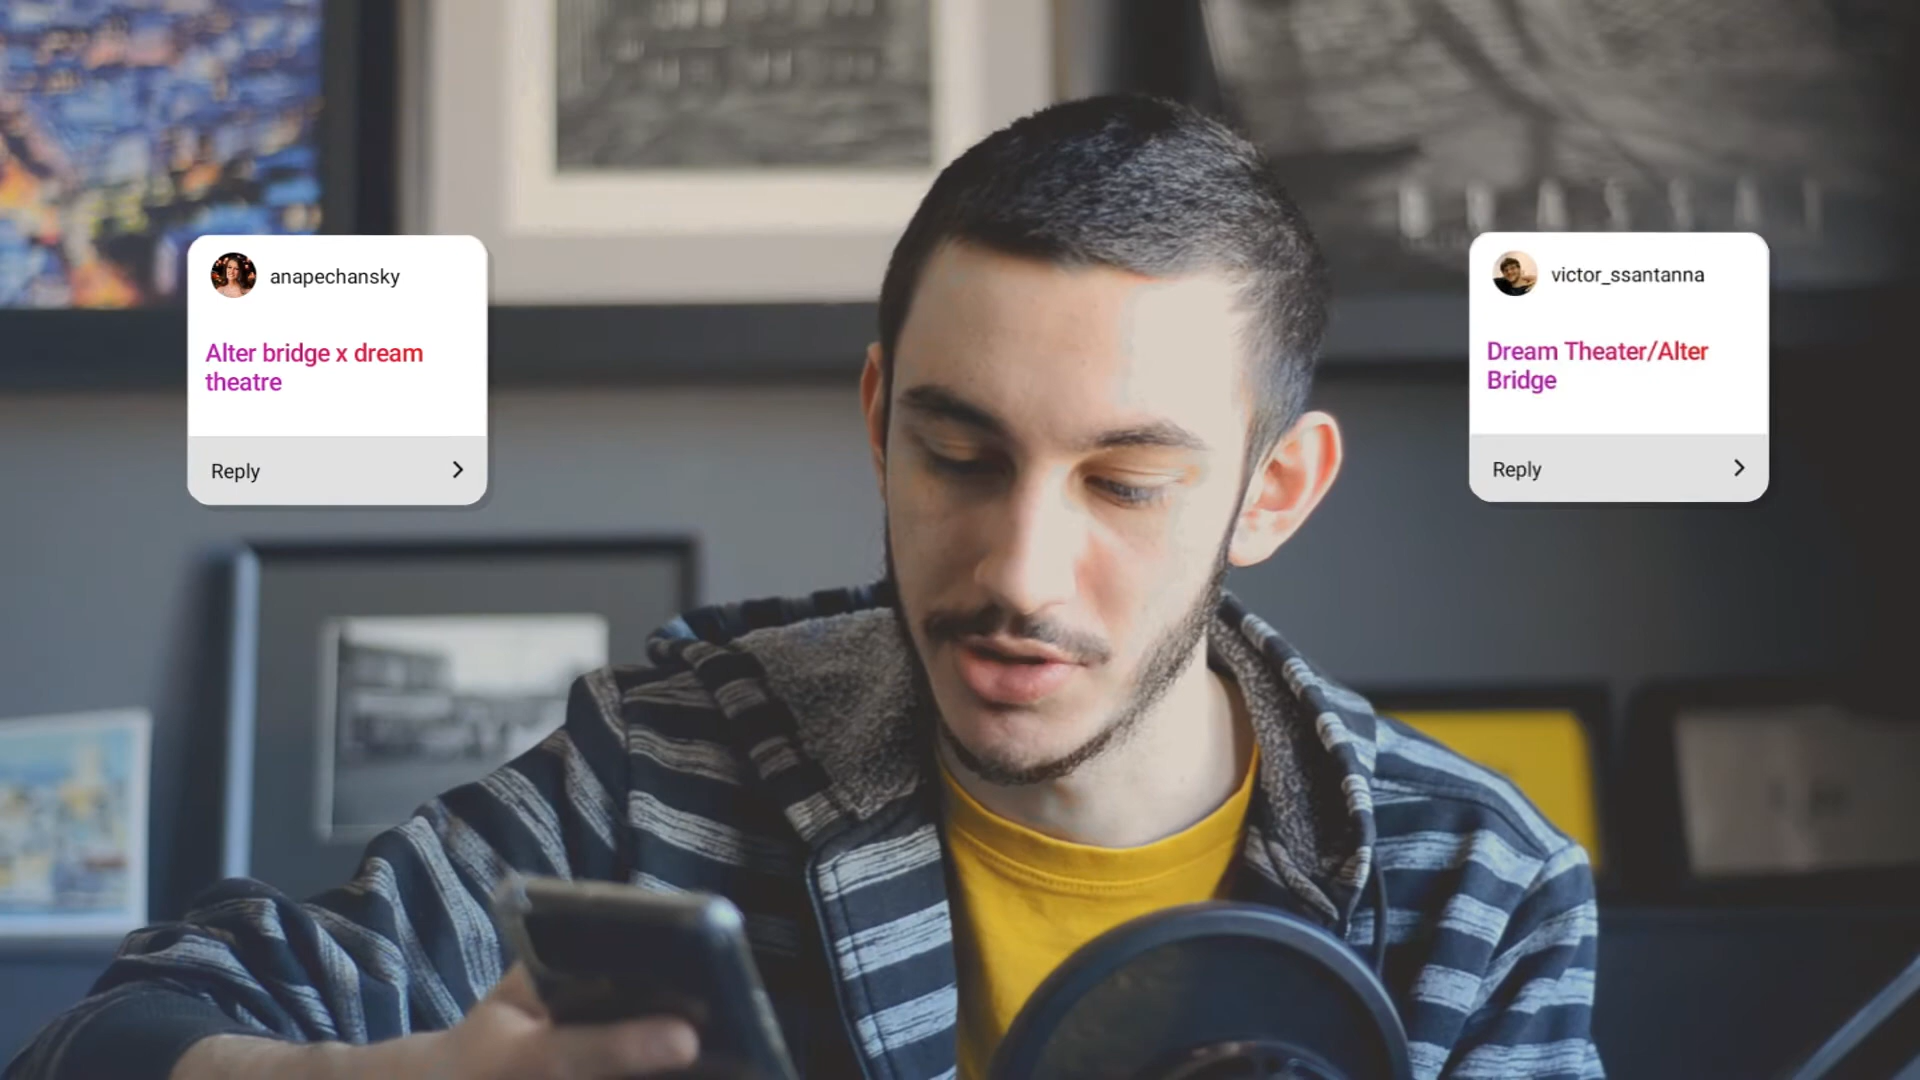 anapechansky
Alter bridge x dream
theatre
Reply
victor_ssantanna
Dream Theater/Alter
Bridge
Reply